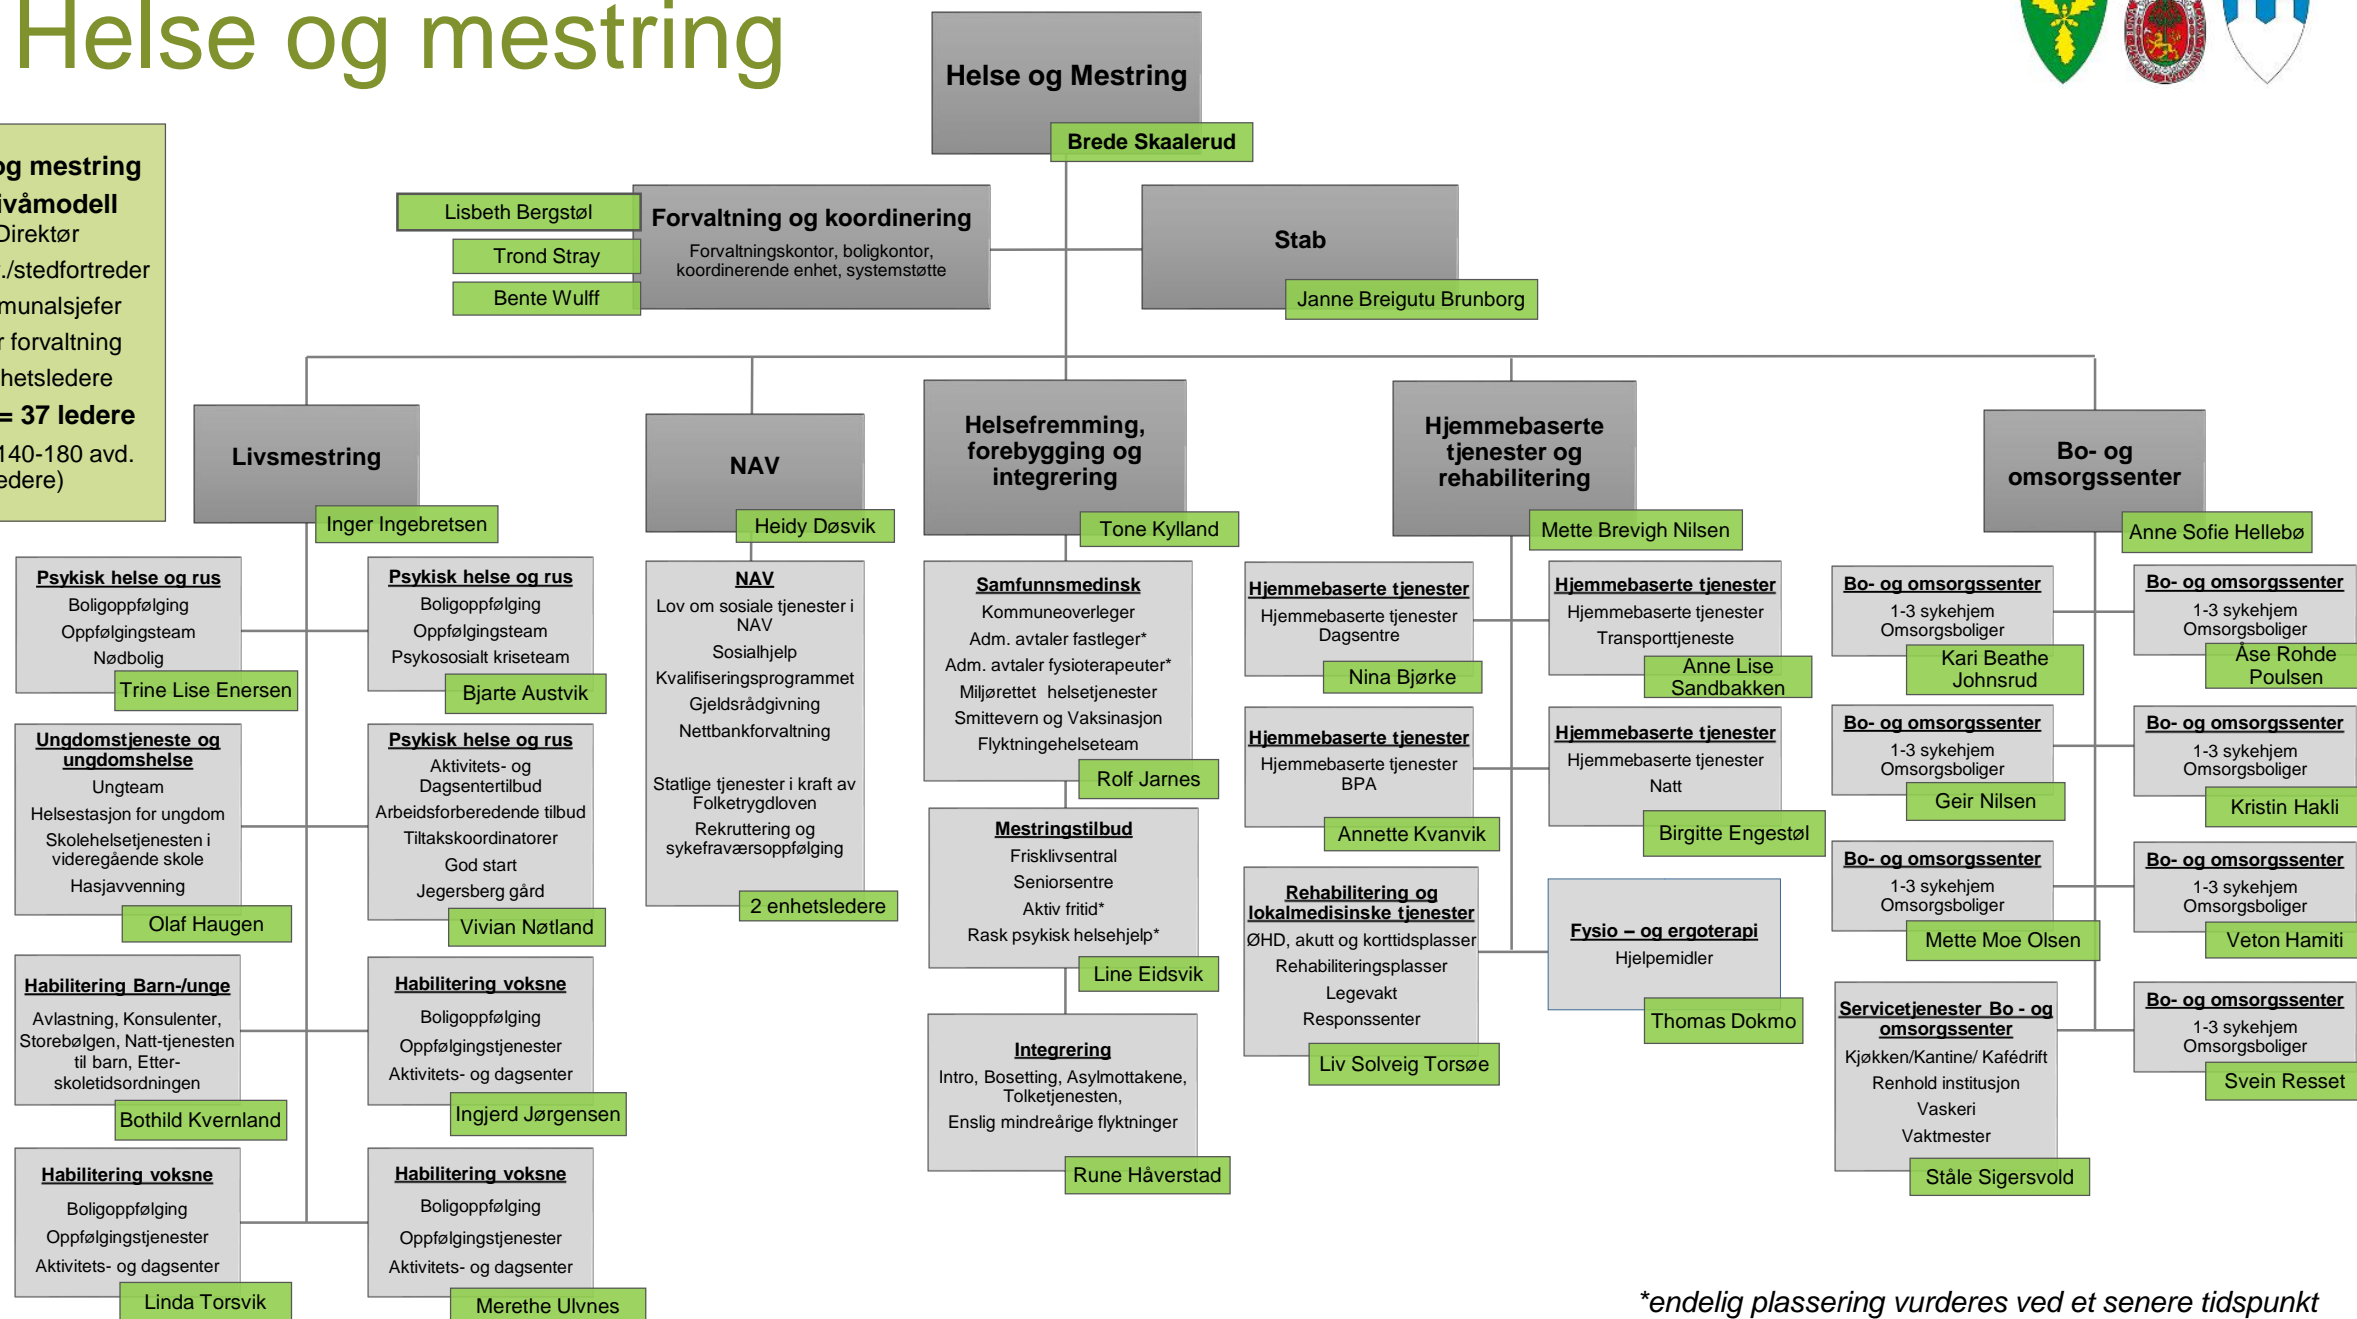 Helse og mestring
Helse og Mestring
Brede Skaalerud
og mestring
Direktør
./stedfortreder
forvaltning
= 37 ledere
140-180 avd.
Lisbeth Bergstøl
Trond Stray
Bente Wulff
Forvaltning og koordinering
Forvaltningskontor, boligkontor,
koordinerende enhet, systemstøtte
Stab
Janne Breigutu Brunborg
Livsmestring
Inger Ingebretsen
NAV
Heidy Døsvik
Helsefremming,
forebygging og
integrering
Tone Kylland
Hjemmebaserte
tjenester og
rehabilitering
Mette Brevigh Nilsen
Bo- og
omsorgssenter
Anne Sofie Hellebø
Psykisk helse og rus
Boligoppfølging
Oppfølgingsteam
Nødbolig
Trine Lise Enersen
Psykisk helse og rus
Boligoppfølging
Oppfølgingsteam
Psykososialt kriseteam
Bjarte Austvik
Ungdomstjeneste og
ungdomshelse
Ungteam
Helsestasjon for ungdom
Skolehelsetjenesten i
videregående skole
Hasjavvenning
Olaf Haugen
Psykisk helse og rus
Aktivitets- og
Dagsentertilbud
Arbeidsforberedende tilbud
Tiltakskoordinatorer
God start
Jegersberg gård
Vivian Nøtland
Habilitering Barn-/unge
Avlastning, Konsulenter,
Storebølgen, Natt-tjenesten
til barn, Etter-
skoletidsordningen
Bothild Kvernland
Habilitering voksne
Boligoppfølging
Oppfølgingstjenester
Aktivitets- og dagsenter
Ingjerd Jørgensen
Habilitering voksne
Boligoppfølging
Oppfølgingstjenester
Aktivitets- og dagsenter
Linda Torsvik
Habilitering voksne
Boligoppfølging
Oppfølgingstjenester
Aktivitets- og dagsenter
Merethe Ulvnes
NAV
Lov om sosiale tjenester i
NAV
Sosialhjelp
Kvalifiseringsprogrammet
Gjeldsrådgivning
Nettbankforvaltning
Statlige tjenester i kraft av
Folketrygdloven
Rekruttering og
sykefraværsoppfølging
2 enhetsledere
Samfunnsmedinsk
Kommuneoverleger
Adm. avtaler fastleger*
Adm. avtaler fysioterapeuter*
Miljørettet helsetjenester
Smittevern og Vaksinasjon
Flyktningehelseteam
Rolf Jarnes
Mestringstilbud
Frisklivsentral
Seniorsentre
Aktiv fritid*
Rask psykisk helsehjelp*
Line Eidsvik
Integrering
Intro, Bosetting, Asylmottakene,
Tolketjenesten,
Enslig mindreårige flyktninger
Rune Håverstad
Hjemmebaserte tjenester
Hjemmebaserte tjenester
Dagsentre
Nina Bjørke
Hjemmebaserte tjenester
Hjemmebaserte tjenester
Transporttjeneste
Anne Lise
Sandbakken
Hjemmebaserte tjenester
Hjemmebaserte tjenester
BPA
Annette Kvanvik
Hjemmebaserte tjenester
Hjemmebaserte tjenester
Natt
Birgitte Engestøl
Rehabilitering og
lokalmedisinske tjenester
ØHD, akutt og korttidsplasser
Rehabiliteringsplasser
Legevakt
Responssenter
Liv Solveig Torsøe
Fysio – og ergoterapi
Hjelpemidler
Thomas Dokmo
Bo- og omsorgssenter
1-3 sykehjem
Omsorgsboliger
Kari Beathe
Johnsrud
Bo- og omsorgssenter
1-3 sykehjem
Omsorgsboliger
Åse Rohde
Poulsen
Bo- og omsorgssenter
1-3 sykehjem
Omsorgsboliger
Geir Nilsen
Bo- og omsorgssenter
1-3 sykehjem
Omsorgsboliger
Kristin Hakli
Bo- og omsorgssenter
1-3 sykehjem
Omsorgsboliger
Mette Moe Olsen
Bo- og omsorgssenter
1-3 sykehjem
Omsorgsboliger
Veton Hamiti
Servicetjenester Bo - og
omsorgssenter
Kjøkken/Kantine/ Kafédrift
Renhold institusjon
Vaskeri
Vaktmester
Ståle Sigersvold
Bo- og omsorgssenter
1-3 sykehjem
Omsorgsboliger
Svein Resset
*endelig plassering vurderes ved et senere tidspunkt